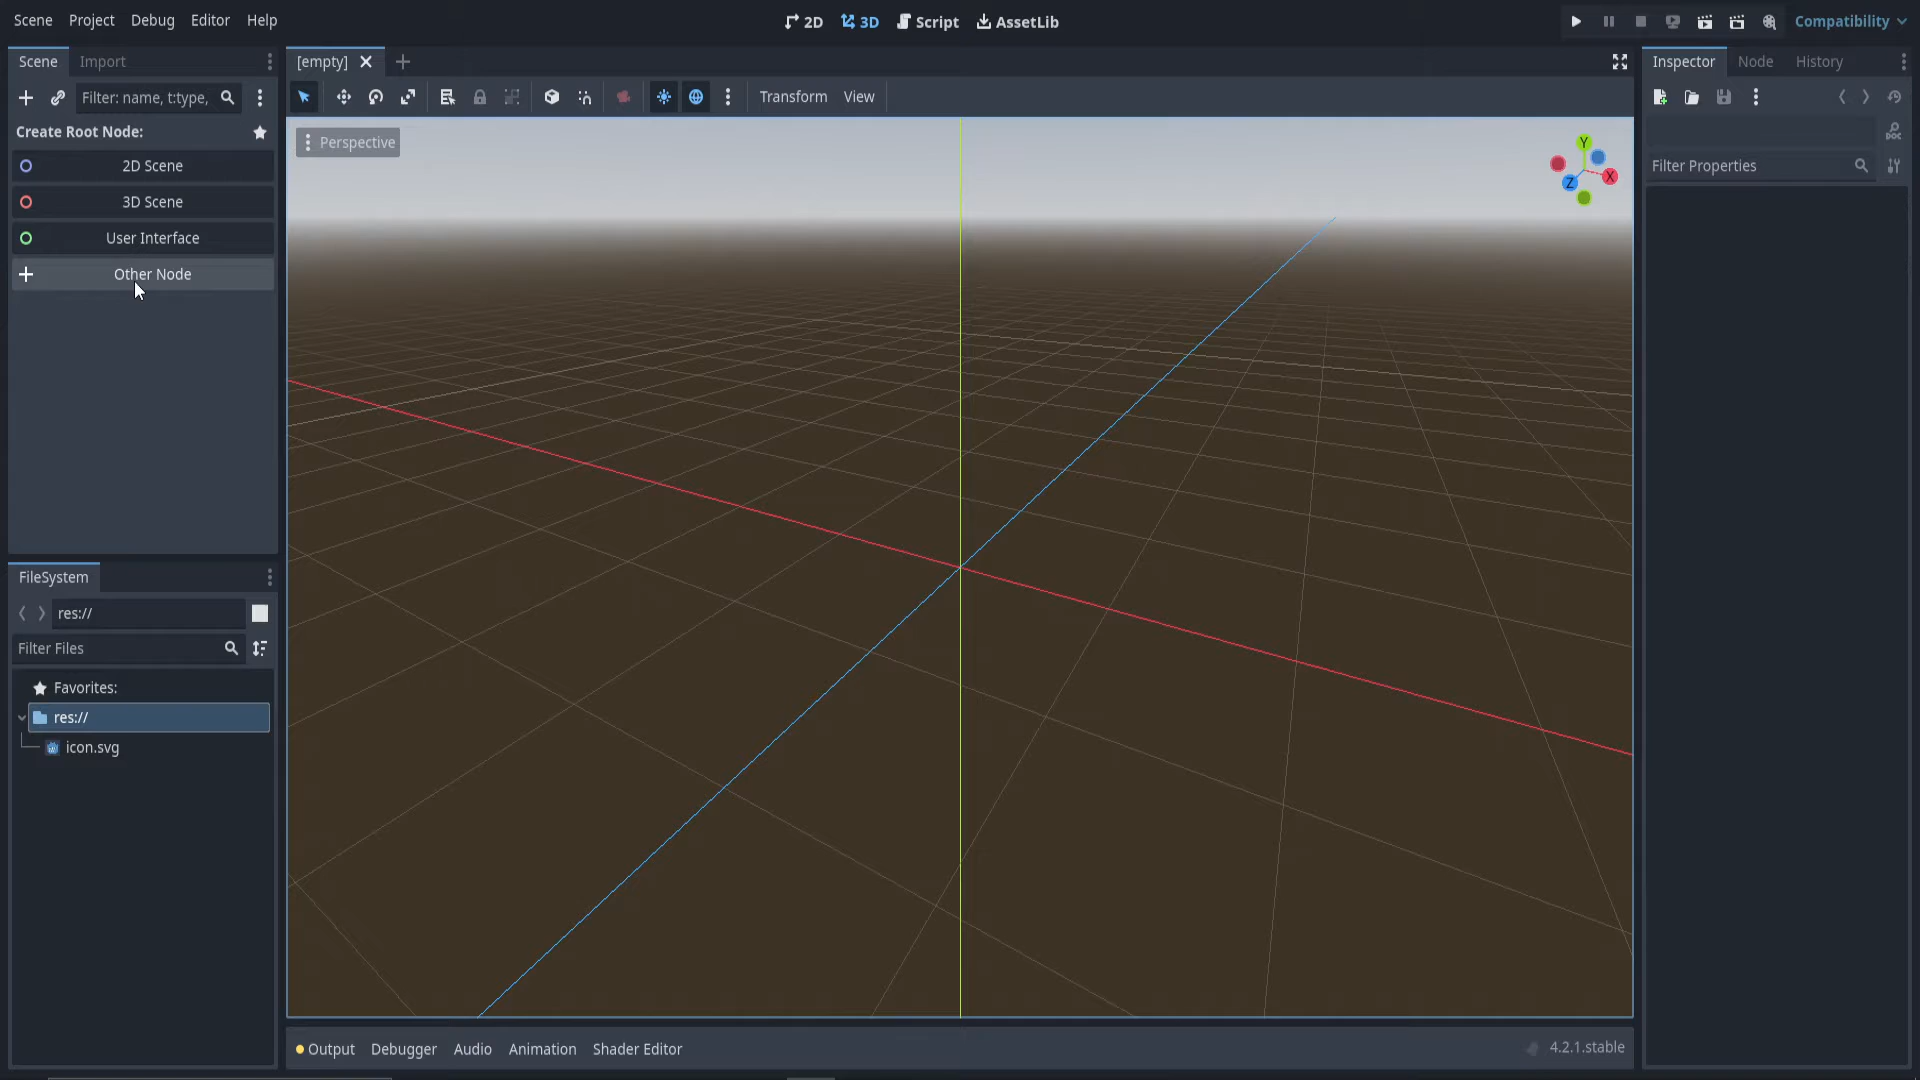 Scene Project Debug Editor Help
2D 3D Script AssetLib
Compatibility
Scene Import
Filter: name, t:type,
Create Root Node:
2D Scene
3D Scene
User Interface
Other Node
FileSystem
res://
Filter Files
Favorites:
res://
icon.svg
[empty]
Transform View
Perspective
Y
X
Z
Output Debugger Audio Animation Shader Editor
4.2.1.stable
Inspector Node History
DOC
Filter Properties